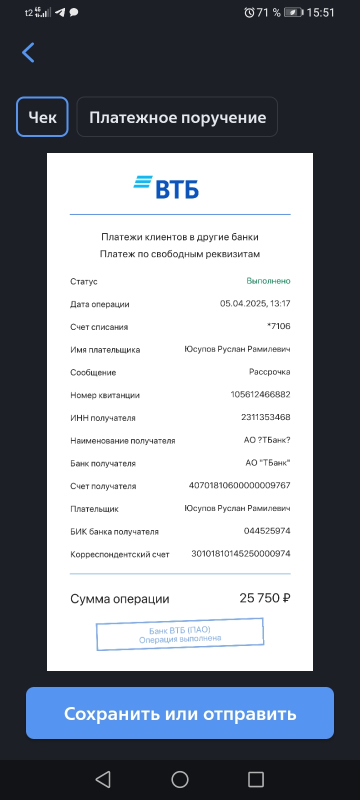 t2 4G 71 % 15:51
Чек Платежное поручение
ВТБ
Платежи клиентов в другие банки
Платеж по свободным реквизитам
Статус Выполнено
Дата операции 05.04.2025, 13:17
Счет списания *7106
Имя плательщика Юсупов Руслан Рамилевич
Сообщение Рассрочка
Номер квитанции 105612466882
ИНН получателя 2311353468
Наименование получателя АО ?ТБанк?
Банк получателя АО "ТБанк"
Счет получателя 40701810600000009767
Плательщик Юсупов Руслан Рамилевич
БИК банка получателя 044525974
Корреспондентский счет 30101810145250000974
Сумма операции 25 750 ₽
Банк ВТБ (ПАО)
Операция выполнена
Сохранить или отправить